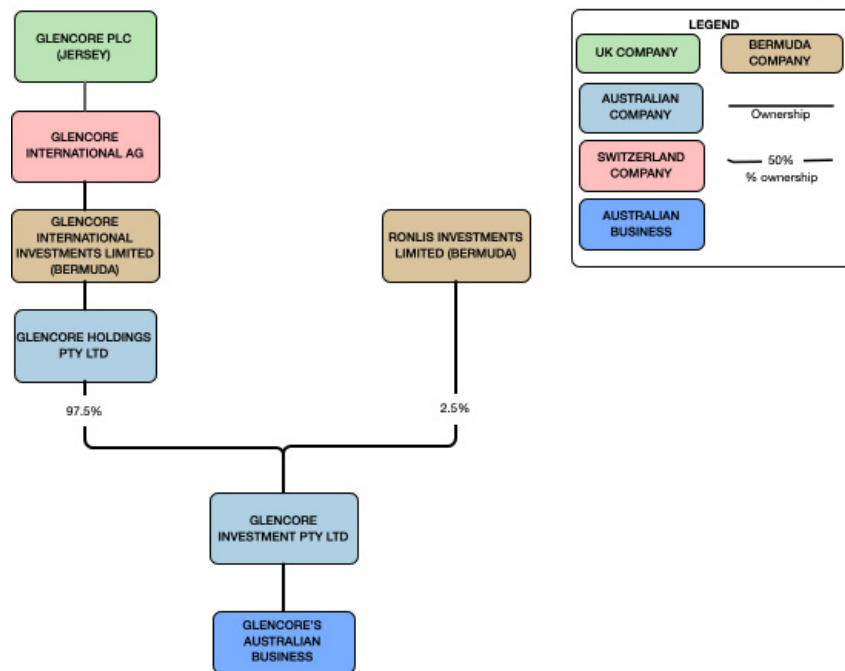 GLENCORE PLC
(JERSEY)
GLENCORE
INTERNATIONAL AG
GLENCORE
INTERNATIONAL
INVESTMENTS LIMITED
(BERMUDA)
RONLIS INVESTMENTS
LIMITED (BERMUDA)
GLENCORE HOLDINGS
PTY LTD
97.5%
2.5%
GLENCORE
INVESTMENT PTY LTD
GLENCORE'S
AUSTRALIAN
BUSINESS
LEGEND
UK COMPANY
BERMUDA
COMPANY
AUSTRALIAN
COMPANY
Ownership
SWITZERLAND
COMPANY
50%
% ownership
AUSTRALIAN
BUSINESS